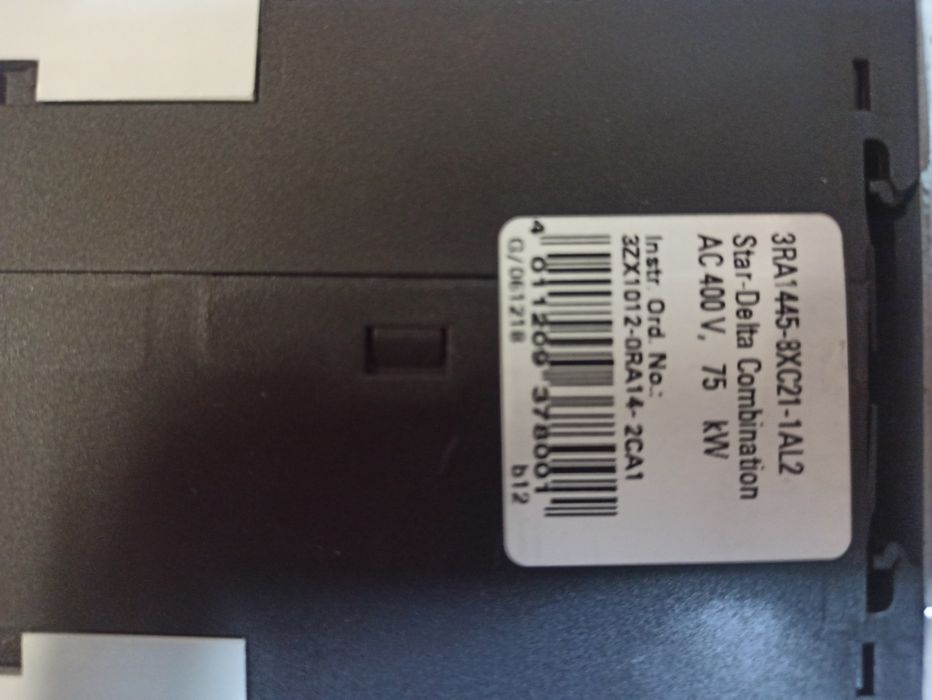 3RA1445-8XC21-1AL2
Star-Delta Combination
AC 400 V, 75 kW
Instr. Ord. No.:
3ZX1012-0RA14-2CA1
4 011209 378001
G/061218 b12